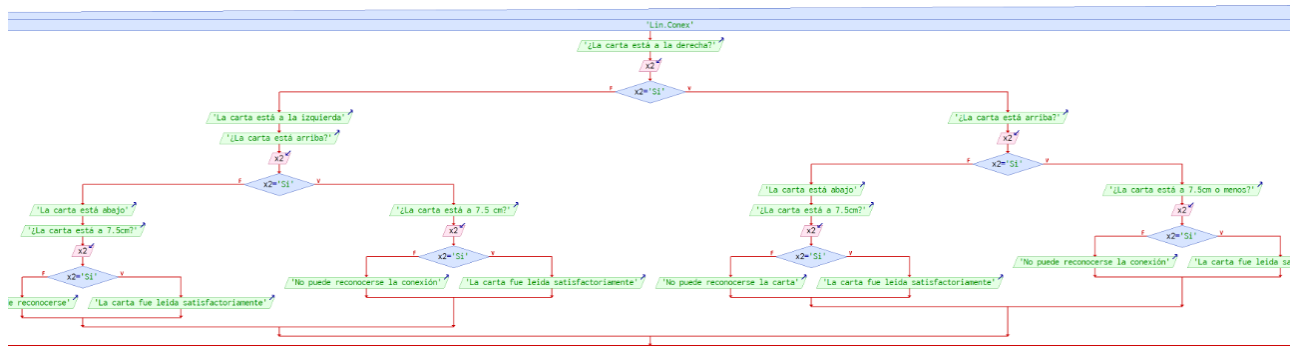 'Lin.Conex'
'¿La carta está a la derecha?'
x2
F x2='Si' V
'La carta está a la izquierda'
'¿La carta está arriba?'
'¿La carta está arriba?'
x2
x2
F x2='Si' V
F x2='Si' V
'La carta está abajo'
'¿La carta está a 7.5cm o menos?'
'La carta está abajo'
'¿La carta está a 7.5 cm?'
'¿La carta está a 7.5cm?'
x2
'¿La carta está a 7.5cm?'
x2
x2
F x2='Si' V
x2
F x2='Si' V
F x2='Si' V
'No puede reconocerse la conexión'
'La carta fue leida sa
F x2='Si' V
'No puede reconocerse la conexión'
'La carta fue leida satisfactoriamente'
'No puede reconocerse la carta'
'La carta fue leida satisfactoriamente'
e reconocerse'
'La carta fue leida satisfactoriamente'